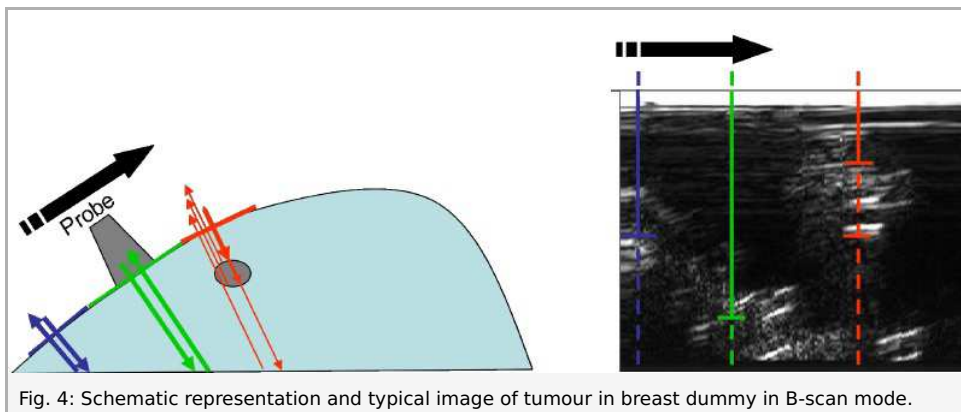 Probe
Fig. 4: Schematic representation and typical image of tumour in breast dummy in B-scan mode.